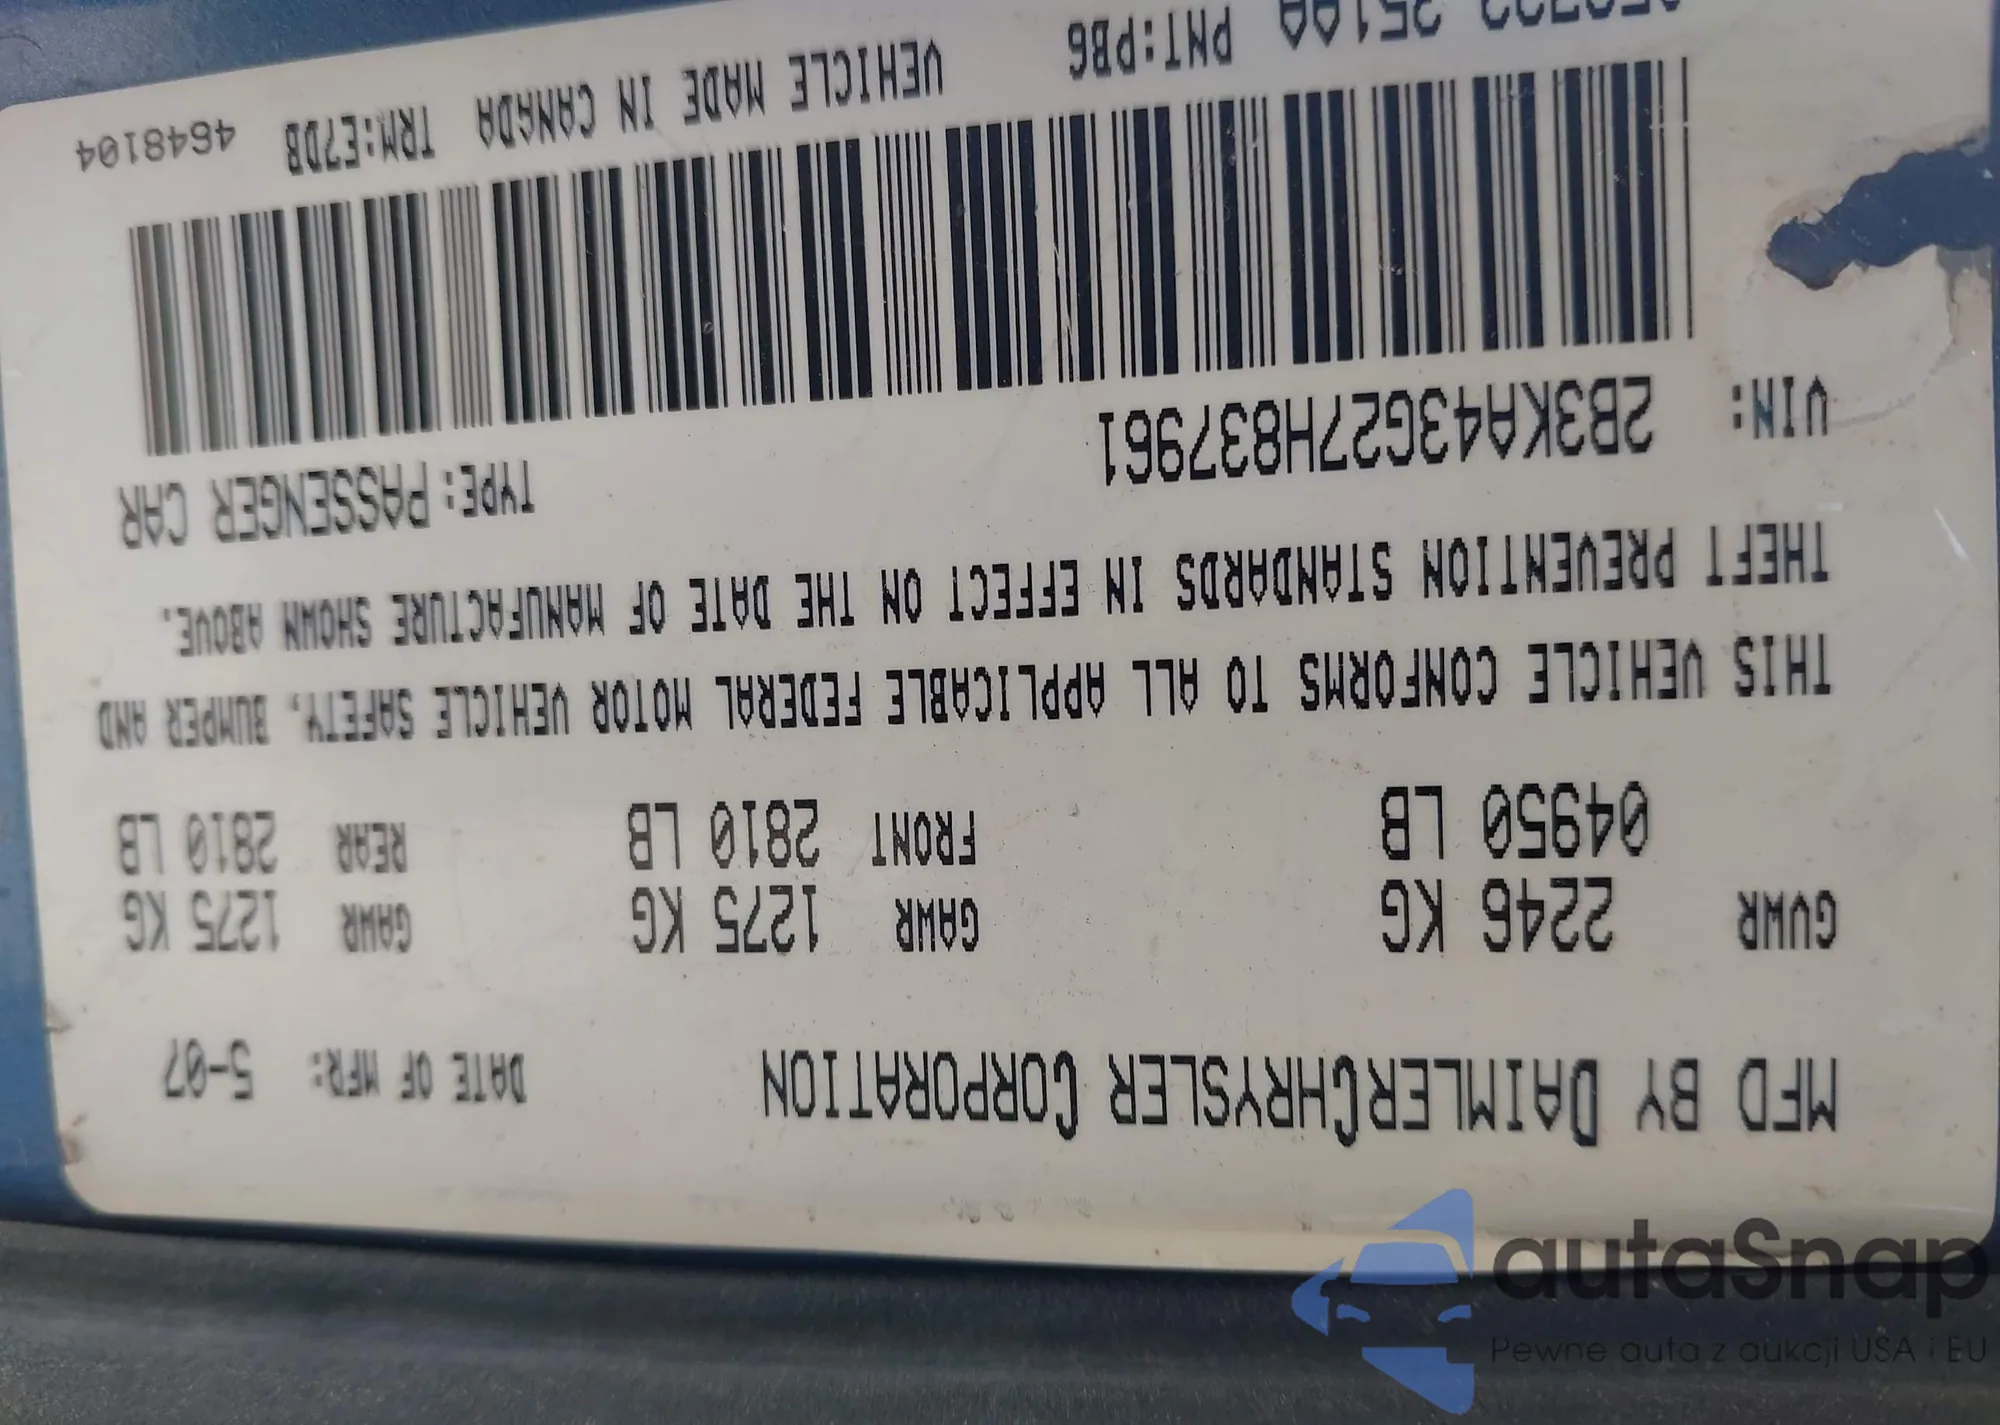 MFD BY DAIMLERCHRYSLER CORPORATION DATE OF MFR: 5-07
GVWR 2246 KG GAWR 1275 KG GAWR 1275 KG
04950 LB FRONT 2810 LB REAR 2810 LB
THIS VEHICLE CONFORMS TO ALL APPLICABLE FEDERAL MOTOR VEHICLE SAFETY, BUMPER AND
THEFT PREVENTION STANDARDS IN EFFECT ON THE DATE OF MANUFACTURE SHOWN ABOVE.
VIN: 2B3KA43G27H837961 TYPE: PASSENGER CAR
PNT:PB6 VEHICLE MADE IN CANADA TRM:E7DB 4648104
autaSnap
Pewne auta z aukcji USA i EU